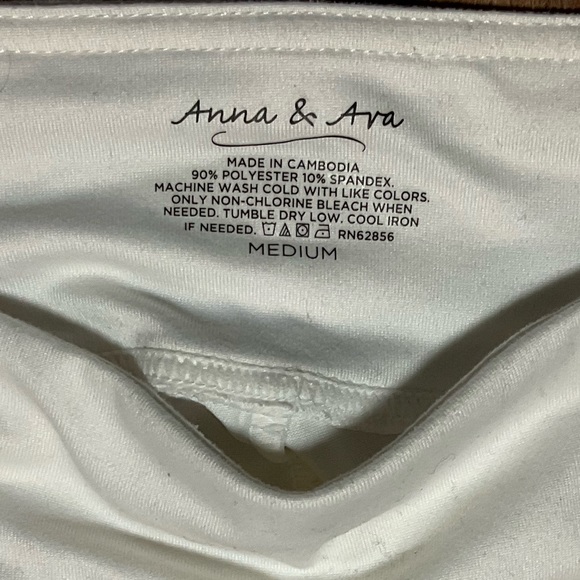 Anna & Ava
MADE IN CAMBODIA
90% POLYESTER 10% SPANDEX.
MACHINE WASH COLD WITH LIKE COLORS.
ONLY NON-CHLORINE BLEACH WHEN
NEEDED. TUMBLE DRY LOW. COOL IRON
IF NEEDED. RN62856
MEDIUM